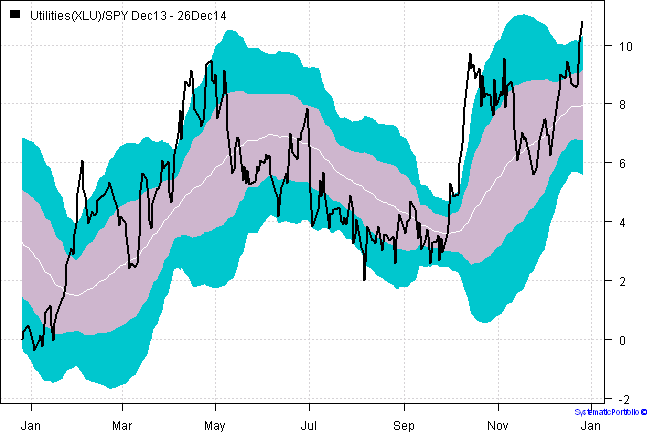 Utilities(XLU)/SPY Dec13 - 26Dec14
10
8
6
4
2
0
-2
Jan Mar May Jul Sep Nov Jan
SystematicPortfolio ©